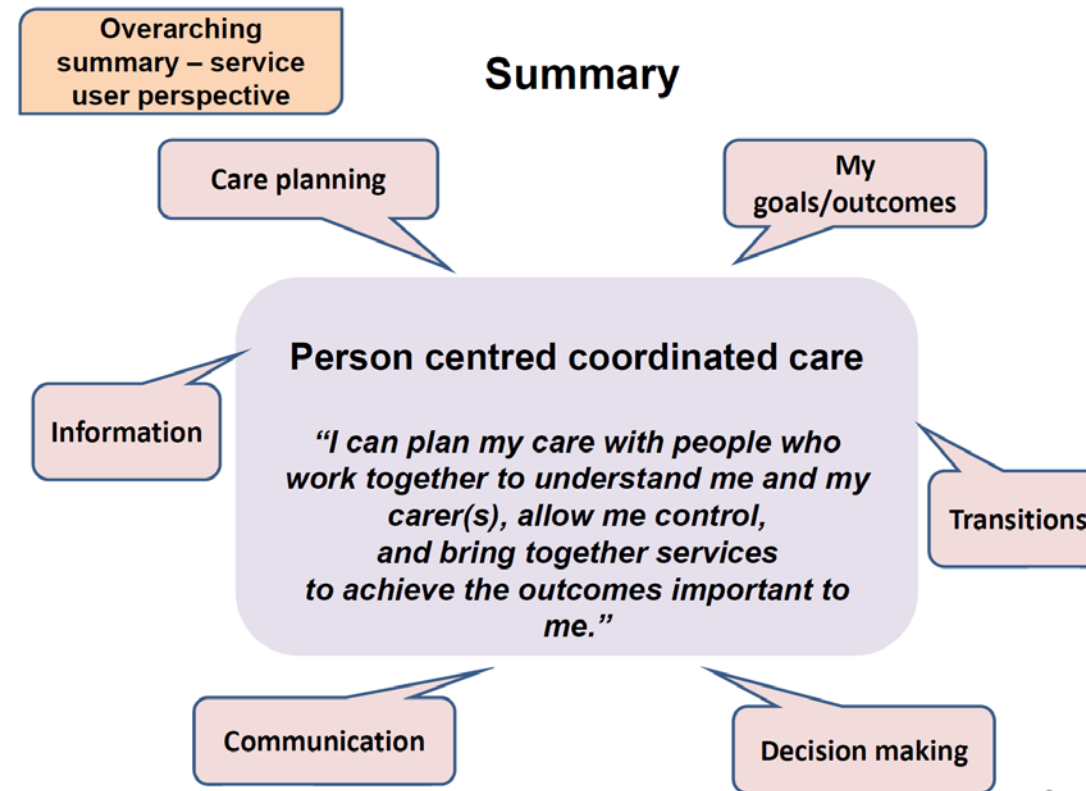 Overarching
summary – service
user perspective
Summary
Care planning
My
goals/outcomes
Person centred coordinated care
“I can plan my care with people who
work together to understand me and my
carer(s), allow me control,
and bring together services
to achieve the outcomes important to
me.”
Information
Transitions
Communication
Decision making